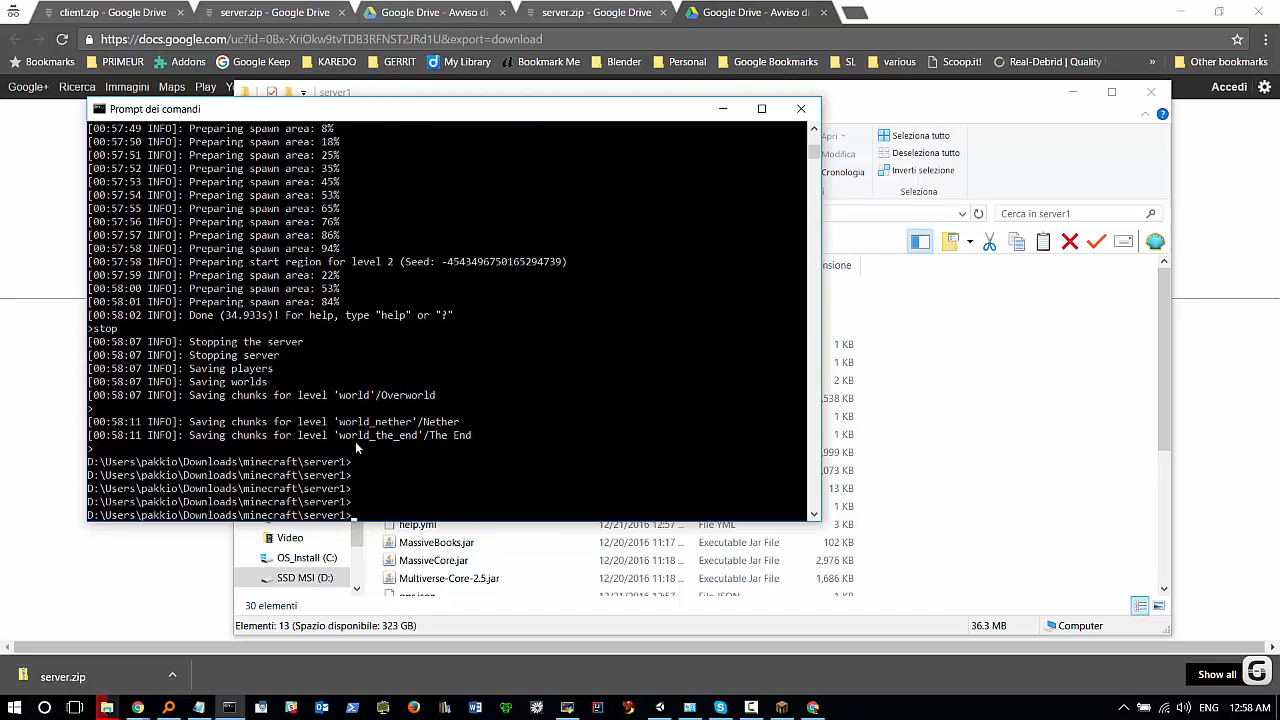 client.zip - Google Drive
server.zip - Google Drive
Google Drive - Avviso di
server.zip - Google Drive
Google Drive - Avviso di
https://docs.google.com/uc?id=0Bx-XriOkw9tvTDB3RFNST2JRd1U&export=download
Bookmarks
PRIMEUR
Addons
Google Keep
KAREDO
GERRIT
My Library
Bookmark Me
Blender
Personal
Google Bookmarks
SL
various
Scoop.it!
Real-Debrid | Quality
»
Other Bookmarks
Google+
Ricerca
Immagini
Maps
Play
Accedi
server1
Prompt dei comandi
[00:57:49 INFO]: Preparing spawn area: 8%
[00:57:50 INFO]: Preparing spawn area: 18%
[00:57:51 INFO]: Preparing spawn area: 25%
[00:57:52 INFO]: Preparing spawn area: 35%
[00:57:53 INFO]: Preparing spawn area: 45%
[00:57:54 INFO]: Preparing spawn area: 53%
[00:57:55 INFO]: Preparing spawn area: 65%
[00:57:56 INFO]: Preparing spawn area: 76%
[00:57:57 INFO]: Preparing spawn area: 86%
[00:57:58 INFO]: Preparing spawn area: 94%
[00:57:58 INFO]: Preparing start region for level 2 (Seed: -4543496750165294739)
[00:57:59 INFO]: Preparing spawn area: 22%
[00:58:00 INFO]: Preparing spawn area: 53%
[00:58:01 INFO]: Preparing spawn area: 84%
[00:58:02 INFO]: Done (34.933s)! For help, type "help" or "?"
>stop
[00:58:07 INFO]: Stopping the server
[00:58:07 INFO]: Stopping server
[00:58:07 INFO]: Saving players
[00:58:07 INFO]: Saving worlds
[00:58:07 INFO]: Saving chunks for level 'world'/Overworld
>
[00:58:11 INFO]: Saving chunks for level 'world_nether'/Nether
[00:58:11 INFO]: Saving chunks for level 'world_the_end'/The End
>
D:\Users\pakkio\Downloads\minecraft\server1>
D:\Users\pakkio\Downloads\minecraft\server1>
D:\Users\pakkio\Downloads\minecraft\server1>
D:\Users\pakkio\Downloads\minecraft\server1>
D:\Users\pakkio\Downloads\minecraft\server1>
Apri
Modifica
Cronologia
Seleziona tutto
Deseleziona tutto
Inverti selezione
Seleziona
Cerca in server1
ensione
1 KB
1 KB
2 KB
,538 KB
1 KB
1 KB
,999 KB
,073 KB
13 KB
1 KB
help.yml 12/21/2016 12:57 File YML 3 KB
MassiveBooks.jar 12/20/2016 11:17 Executable Jar File 102 KB
MassiveCore.jar 12/20/2016 11:18 Executable Jar File 2,976 KB
Multiverse-Core-2.5.jar 12/20/2016 11:18 Executable Jar File 1,686 KB
Video
OS_Install (C:)
SSD MSI (D:)
30 elementi
Elementi: 13 (Spazio disponibile: 323 GB)
36.3 MB
Computer
server.zip
Show all
12:58 AM